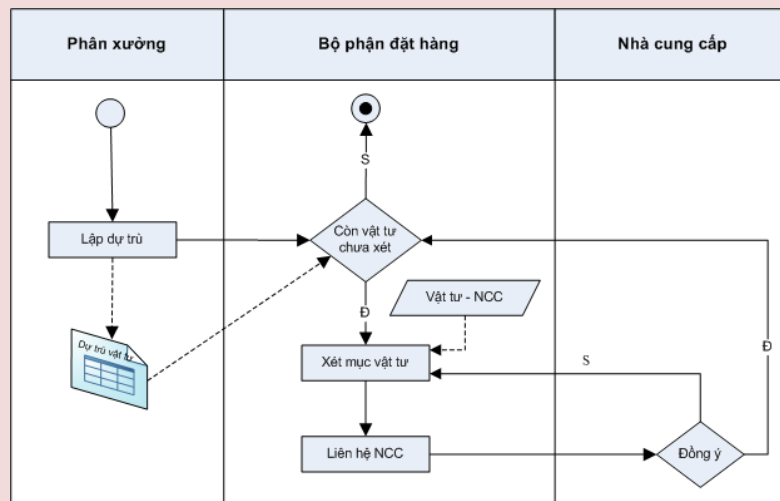 Phân xưởng
Bộ phận đặt hàng
Nhà cung cấp
S
Lập dự trù
Còn vật tư
chưa xét
Vật tư - NCC
Đ
Dự trù vật tư
Xét mục vật tư
S
Đ
Liên hệ NCC
Đồng ý